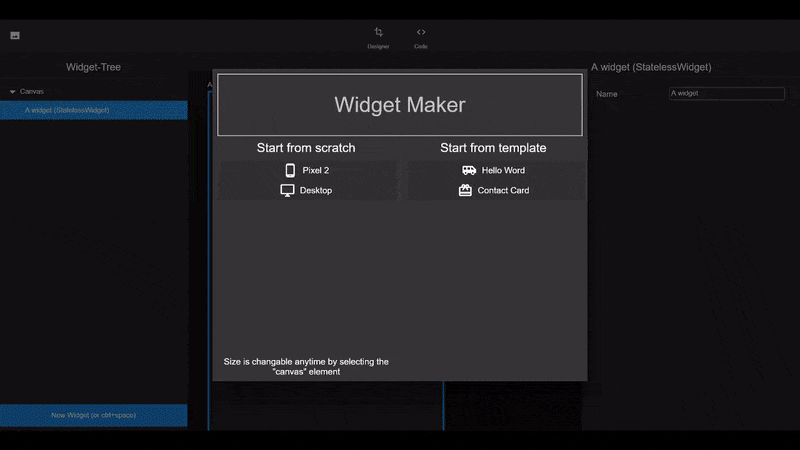 Designer
Code
Widget-Tree
A widget (StatelessWidget)
Canvas
Name
A widget
A widget (StatelessWidget)
A
Widget Maker
Start from scratch
Start from template
Pixel 2
Hello Word
Desktop
Contact Card
Size is changable anytime by selecting the
"canvas" element
New Widget (or ctrl+space)